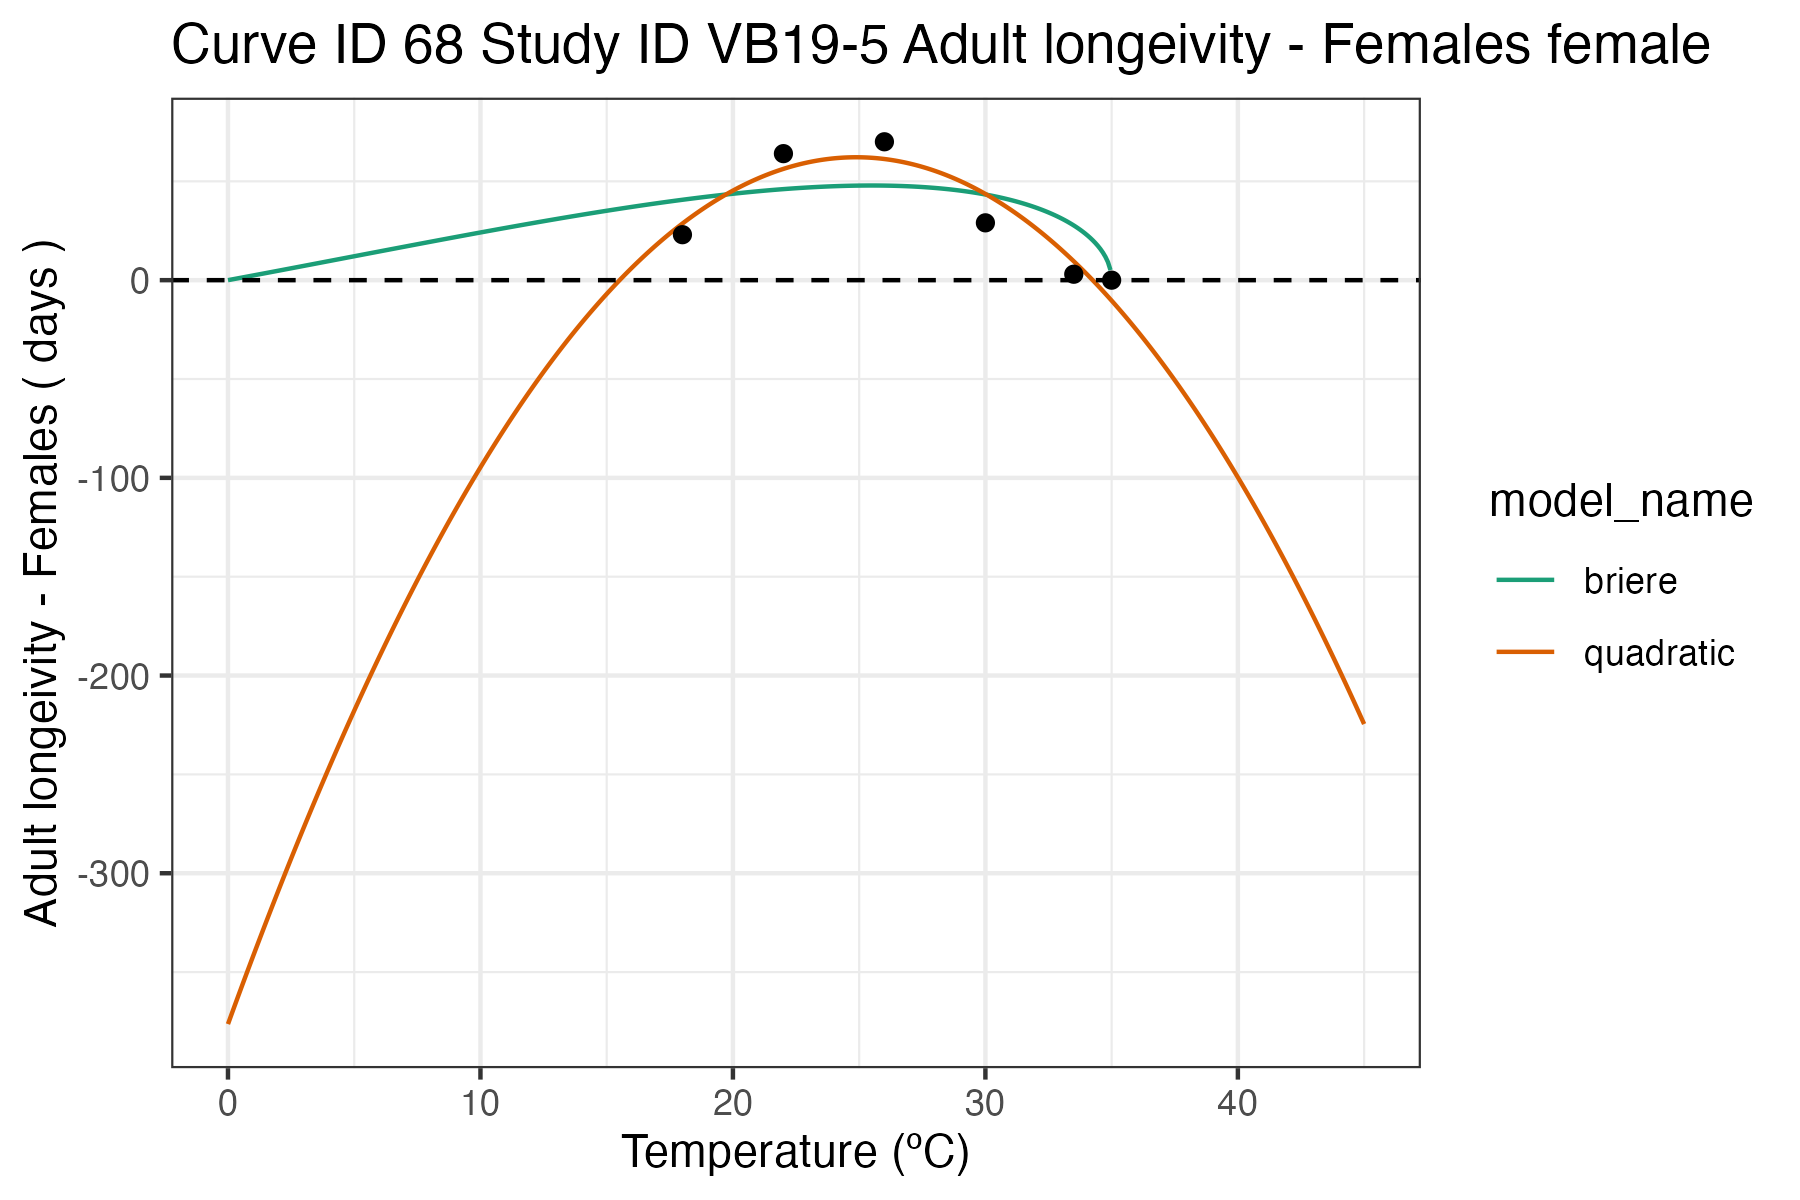 Curve ID 68 Study ID VB19-5 Adult longeivity - Females female
Adult longeivity - Females ( days )
0
-100
-200
-300
0
10
20
30
40
Temperature (ºC)
model_name
briere
quadratic